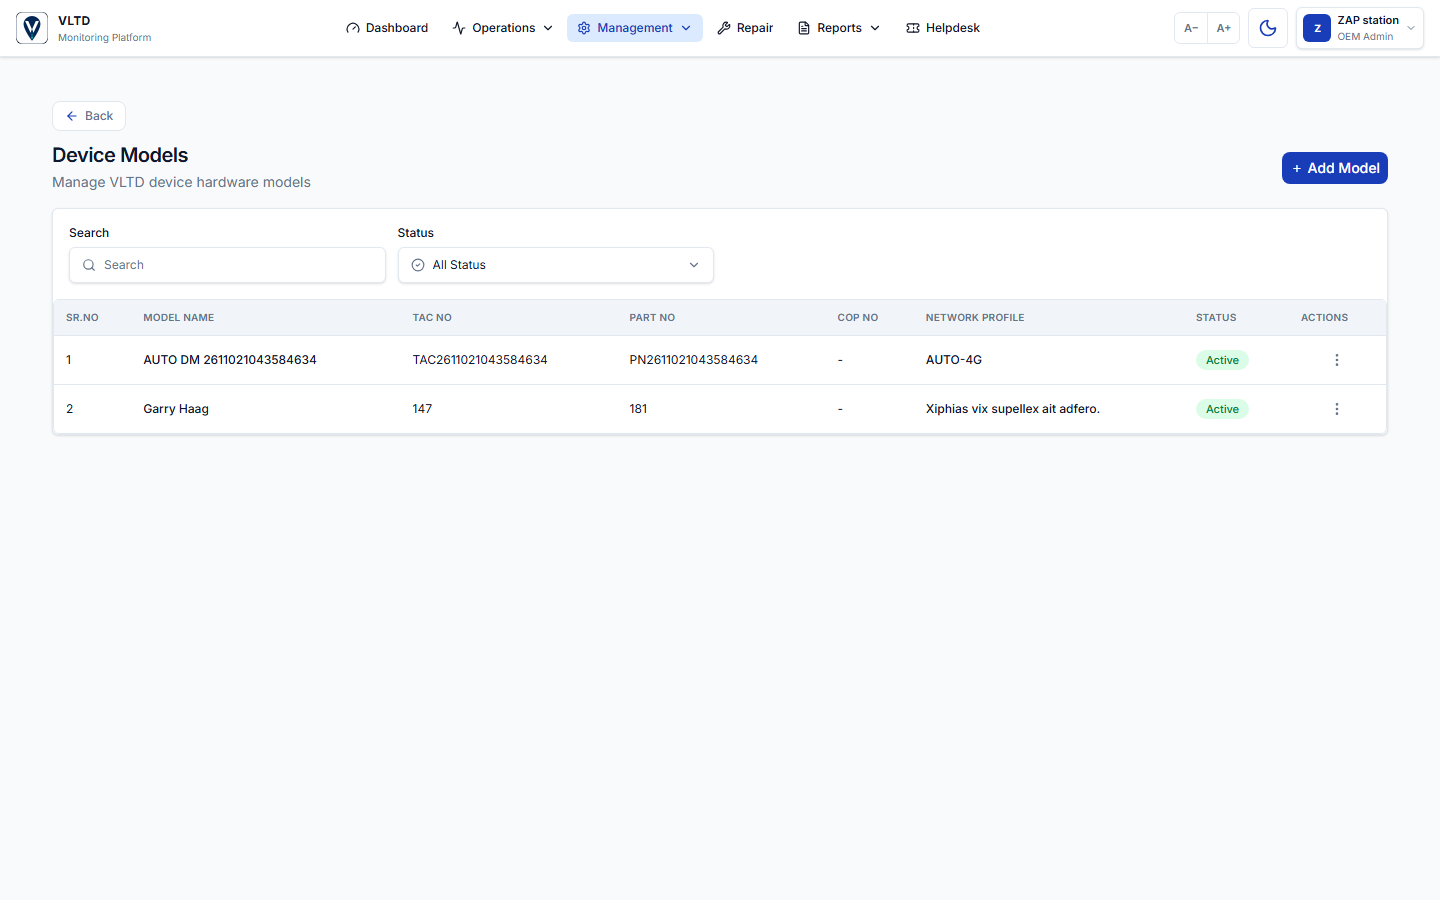 VLTD
Monitoring Platform
Dashboard
Operations
Management
Repair
Reports
Helpdesk
A−
A+
Z
ZAP station
OEM Admin
Back
Device Models
Manage VLTD device hardware models
+ Add Model
Search
Status
Search
All Status
SR.NO MODEL NAME TAC NO PART NO COP NO NETWORK PROFILE STATUS ACTIONS
1 AUTO DM 2611021043584634 TAC2611021043584634 PN2611021043584634 - AUTO-4G Active
2 Garry Haag 147 181 - Xiphias vix supellex ait adfero. Active